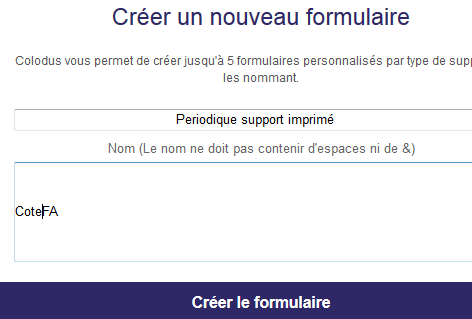 Créer un nouveau formulaire
Colodus vous permet de créer jusqu'à 5 formulaires personnalisés par type de
les nommant.
Periodique support imprimé
Nom (Le nom ne doit pas contenir d'espaces ni de &)
CoteFA
Créer le formulaire